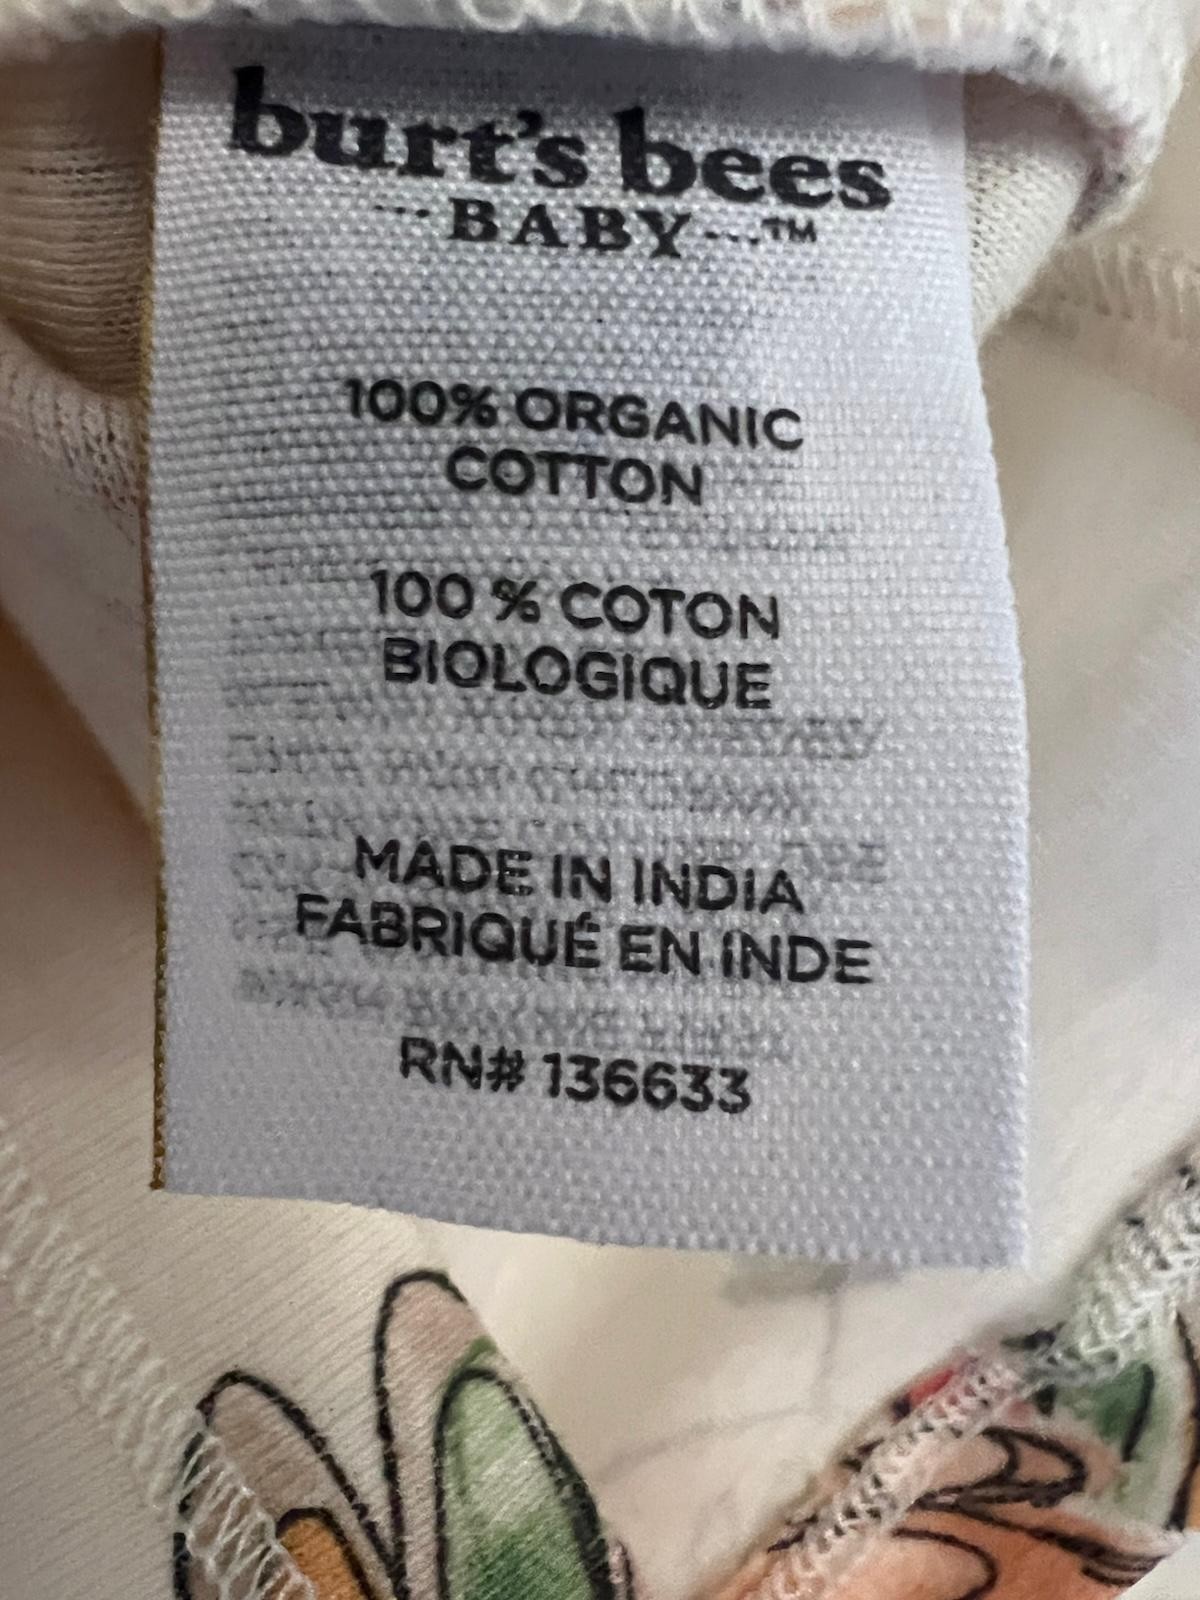 burt's bees
BABY™
100% ORGANIC
COTTON
100 % COTON
BIOLOGIQUE
MADE IN INDIA
FABRIQUÉ EN INDE
RN# 136633